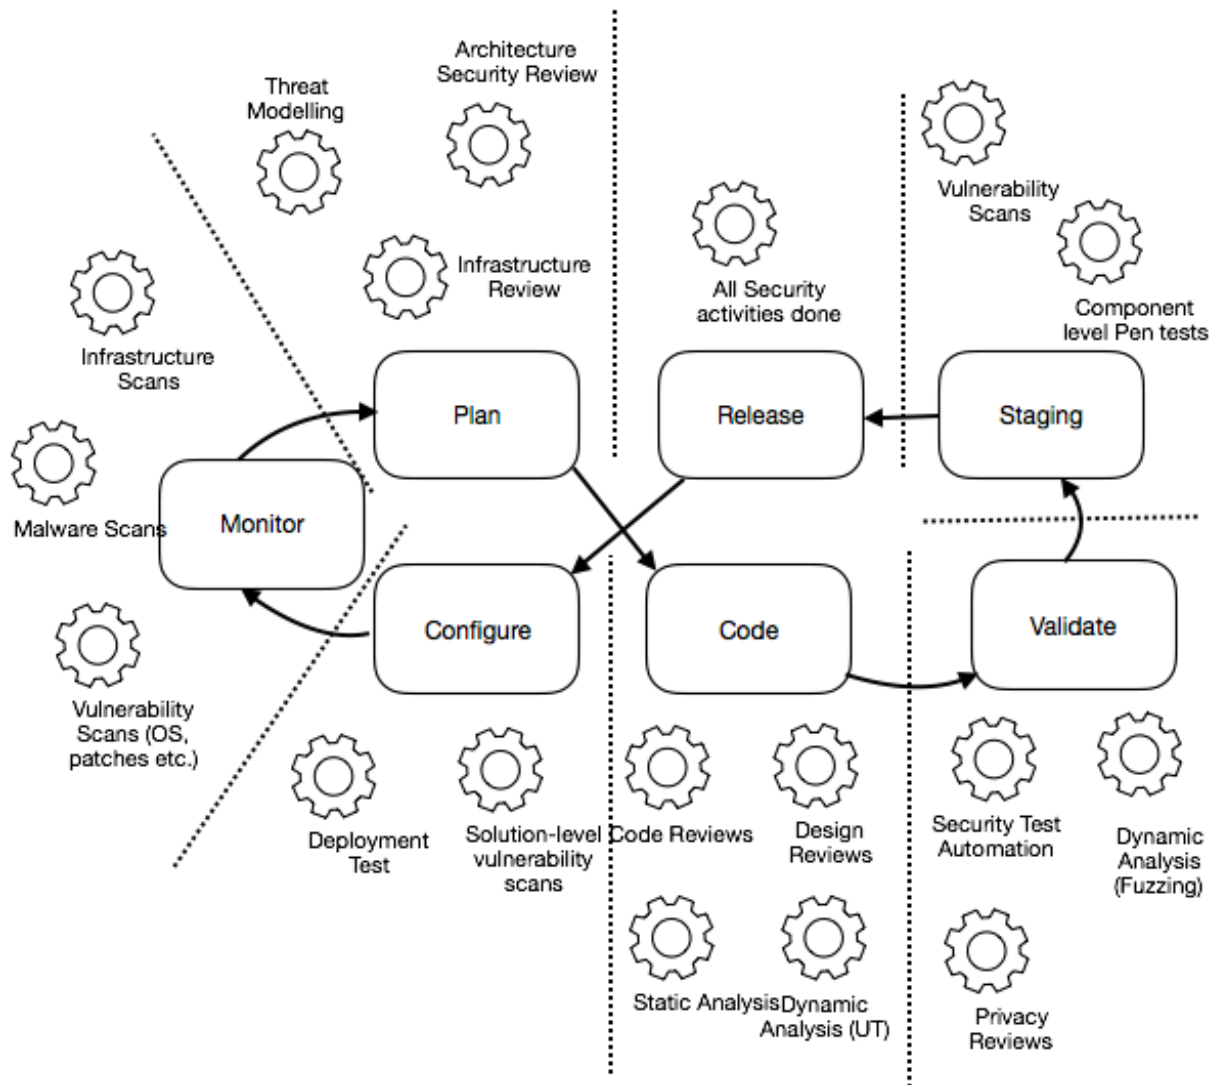 Architecture
Security Review
Threat
Modelling
Infrastructure
Review
Infrastructure
Scans
Malware Scans
Vulnerability
Scans (OS,
patches etc.)
All Security
activities done
Vulnerability
Scans
Component
level Pen tests
Plan
Release
Staging
Monitor
Configure
Code
Validate
Deployment
Test
Solution-level
vulnerability
scans
Code Reviews
Design
Reviews
Static Analysis
Dynamic
Analysis (UT)
Security Test
Automation
Dynamic
Analysis
(Fuzzing)
Privacy
Reviews